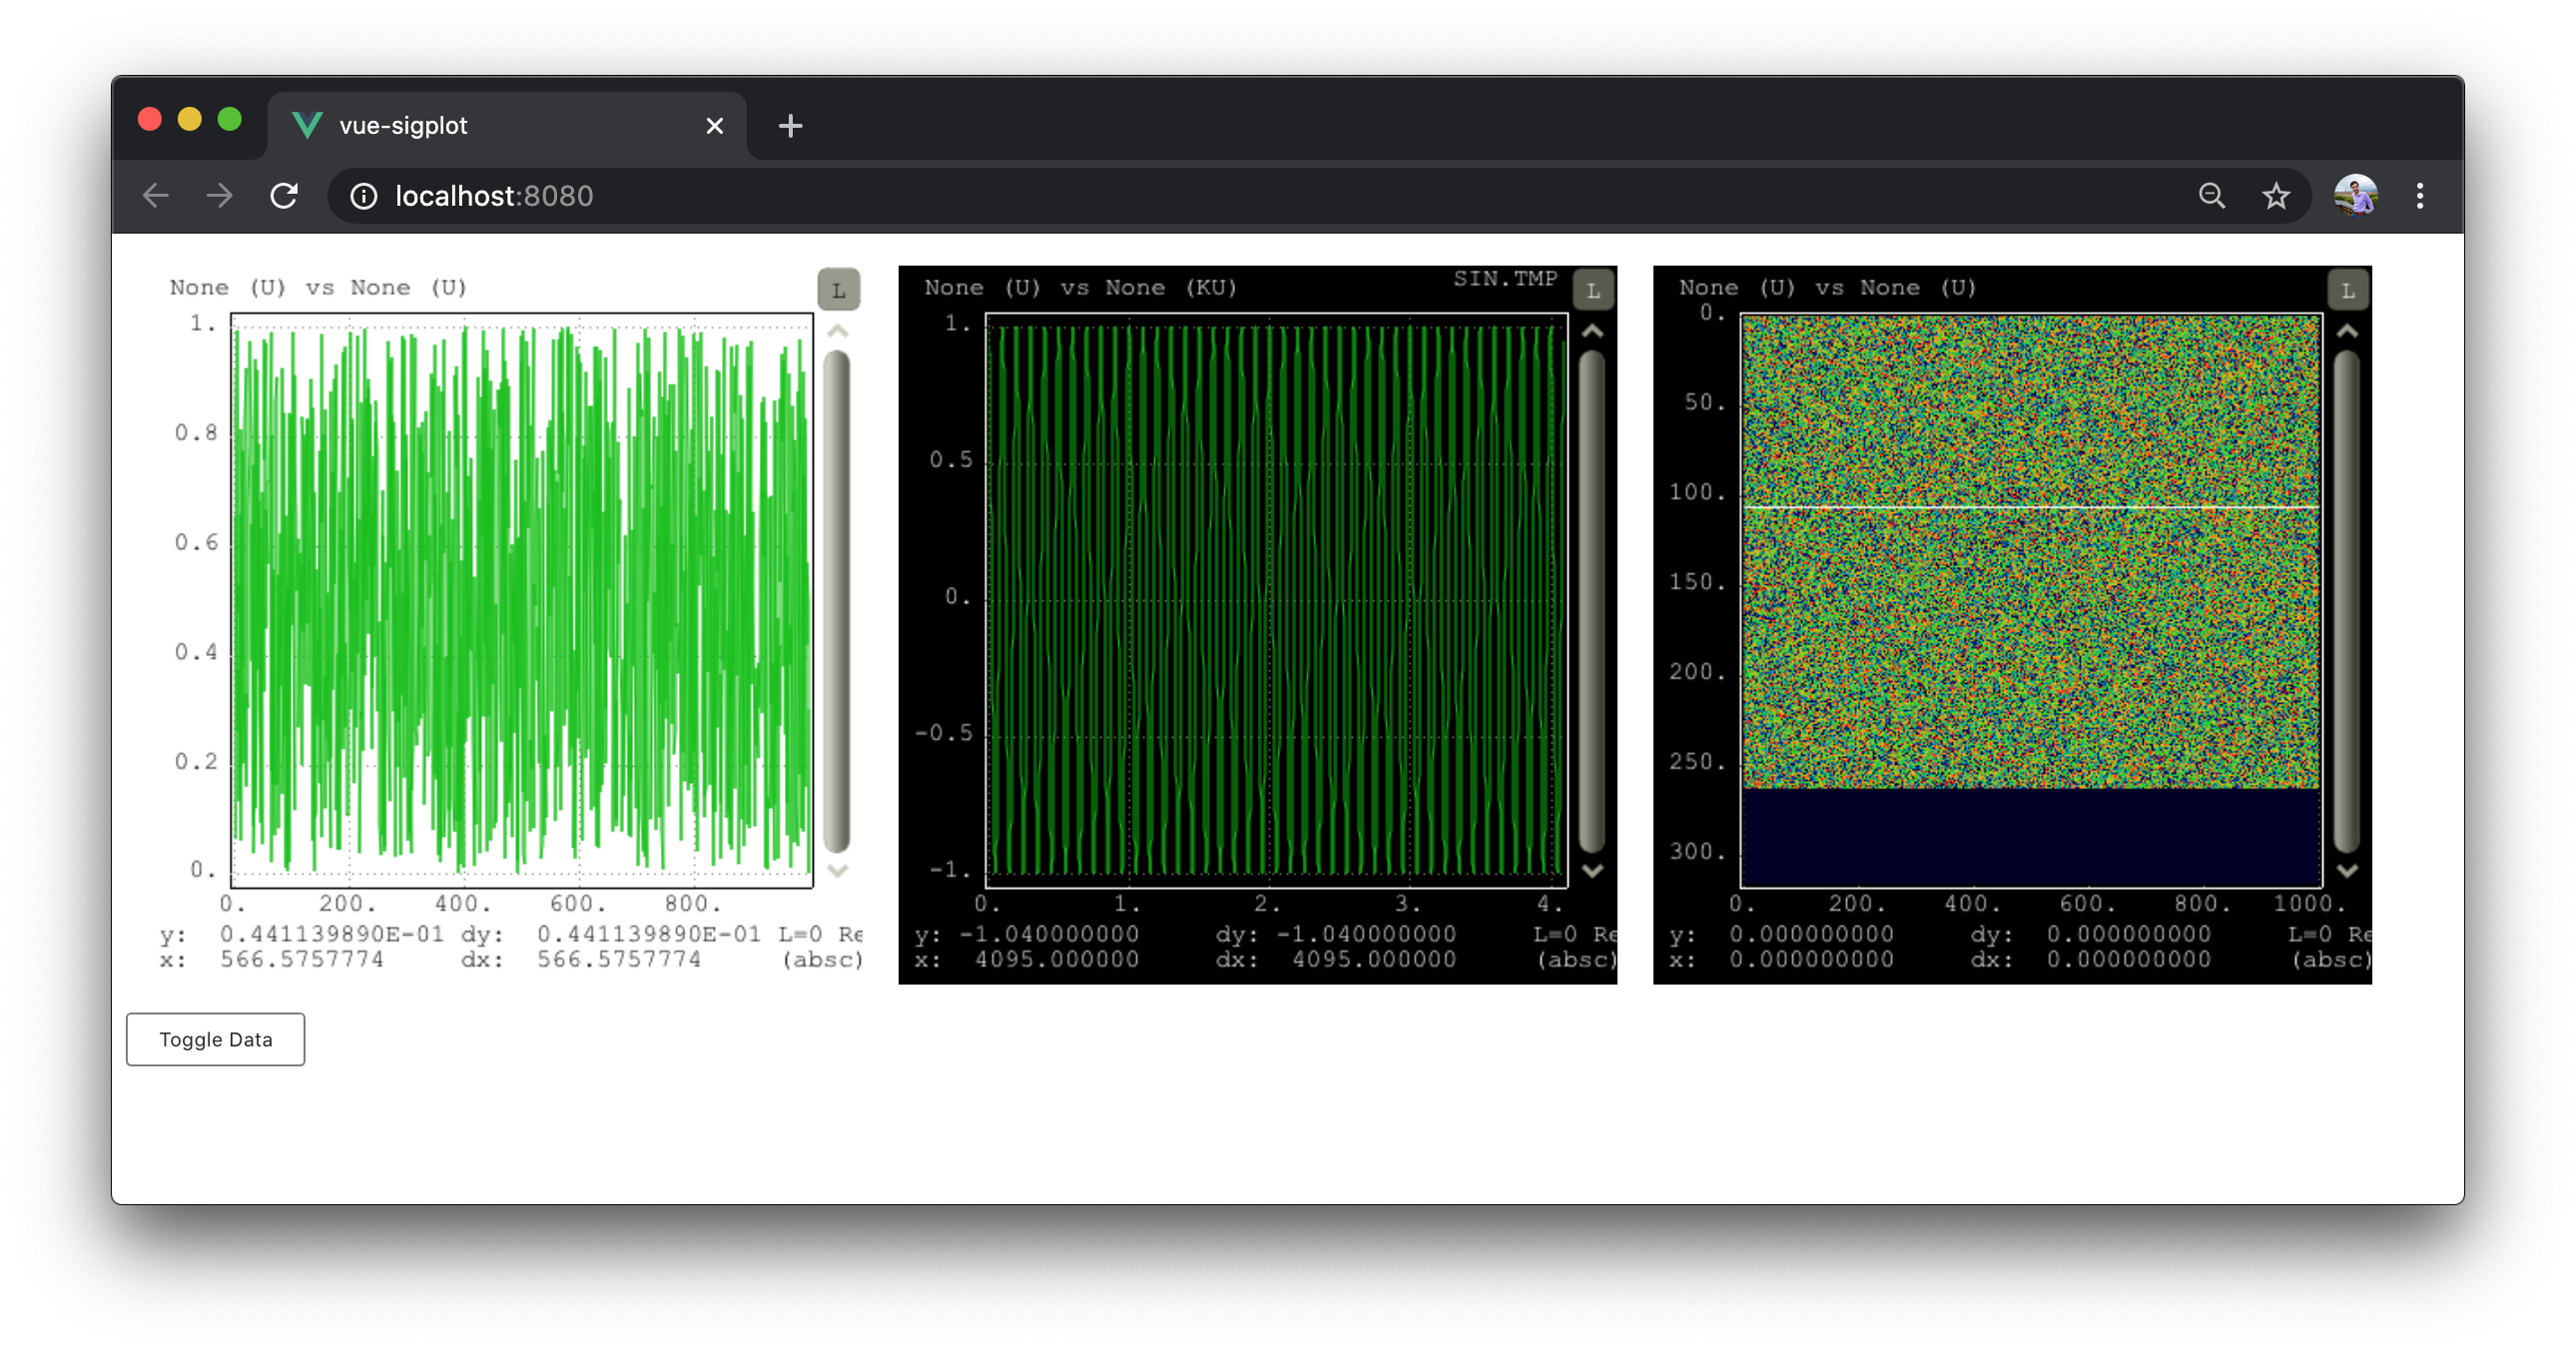 vue-sigplot
localhost:8080
None (U) vs None (U)
L
1.
0.8
0.6
0.4
0.2
0.
0. 200. 400. 600. 800.
y: 0.441139890E-01 dy: 0.441139890E-01 L=0 Re
x: 566.5757774 dx: 566.5757774 (absc)
None (U) vs None (KU)
SIN.TMP
L
1.
0.5
0.
-0.5
-1.
0. 1. 2. 3. 4.
y: -1.040000000 dy: -1.040000000 L=0 Re
x: 4095.000000 dx: 4095.000000 (absc)
None (U) vs None (U)
L
0.
50.
100.
150.
200.
250.
300.
0. 200. 400. 600. 800. 1000.
y: 0.000000000 dy: 0.000000000 L=0 Re
x: 0.000000000 dx: 0.000000000 (absc)
Toggle Data